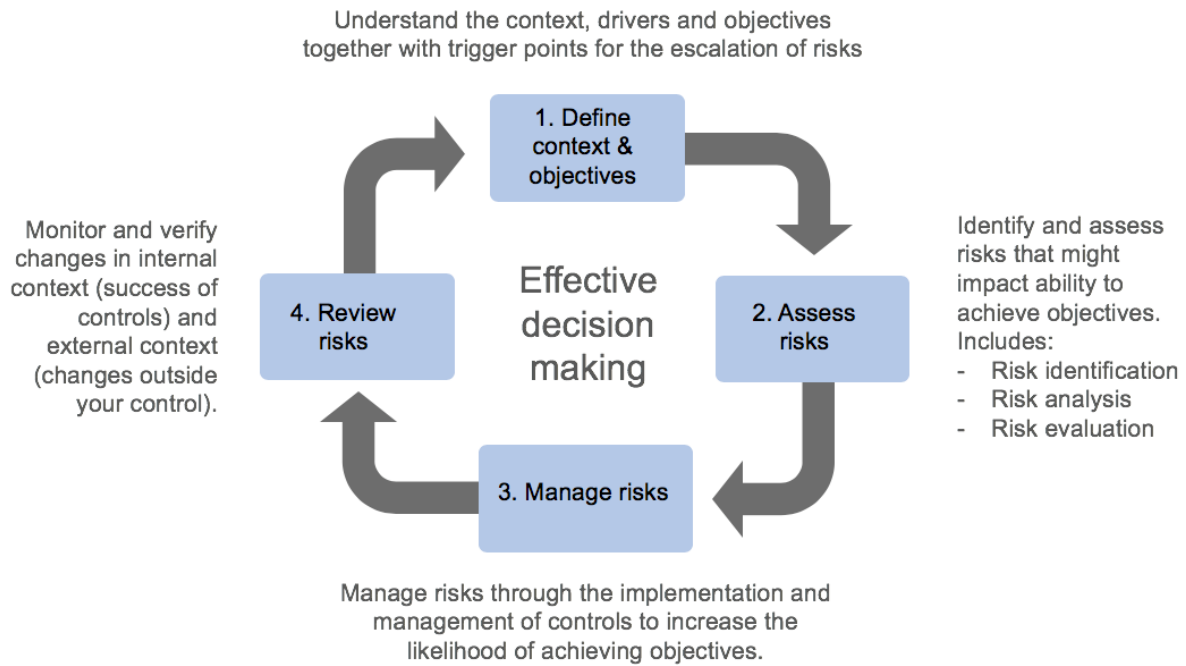 Understand the context, drivers and objectives
together with trigger points for the escalation of risks
1. Define
context &
objectives
Identify and assess
risks that might
impact ability to
achieve objectives.
Includes:
- Risk identification
- Risk analysis
- Risk evaluation
2. Assess
risks
Effective
decision
making
Monitor and verify
changes in internal
context (success of
controls) and
external context
(changes outside
your control).
4. Review
risks
3. Manage risks
Manage risks through the implementation and
management of controls to increase the
likelihood of achieving objectives.